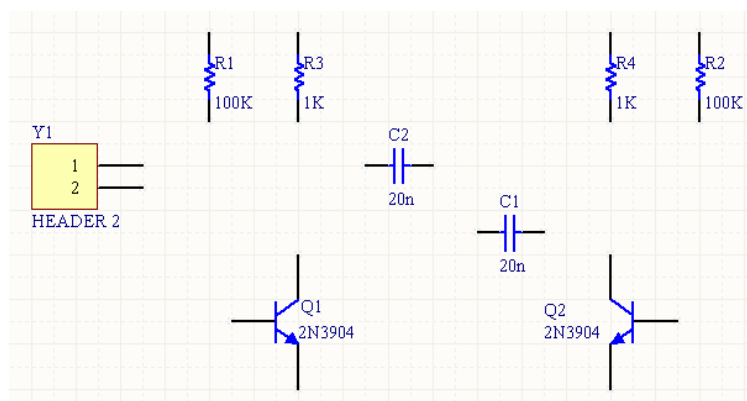 R1
R3
R4
R2
100K
1K
1K
100K
Y1
C2
1
2
20n
HEADER 2
C1
20n
Q1
Q2
2N3904
2N3904